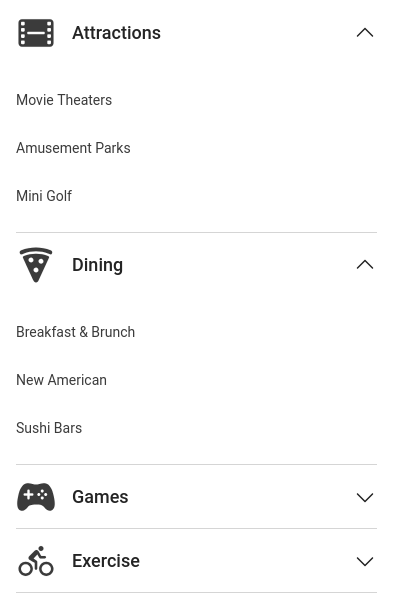 Attractions
Movie Theaters
Amusement Parks
Mini Golf
Dining
Breakfast & Brunch
New American
Sushi Bars
Games
Exercise